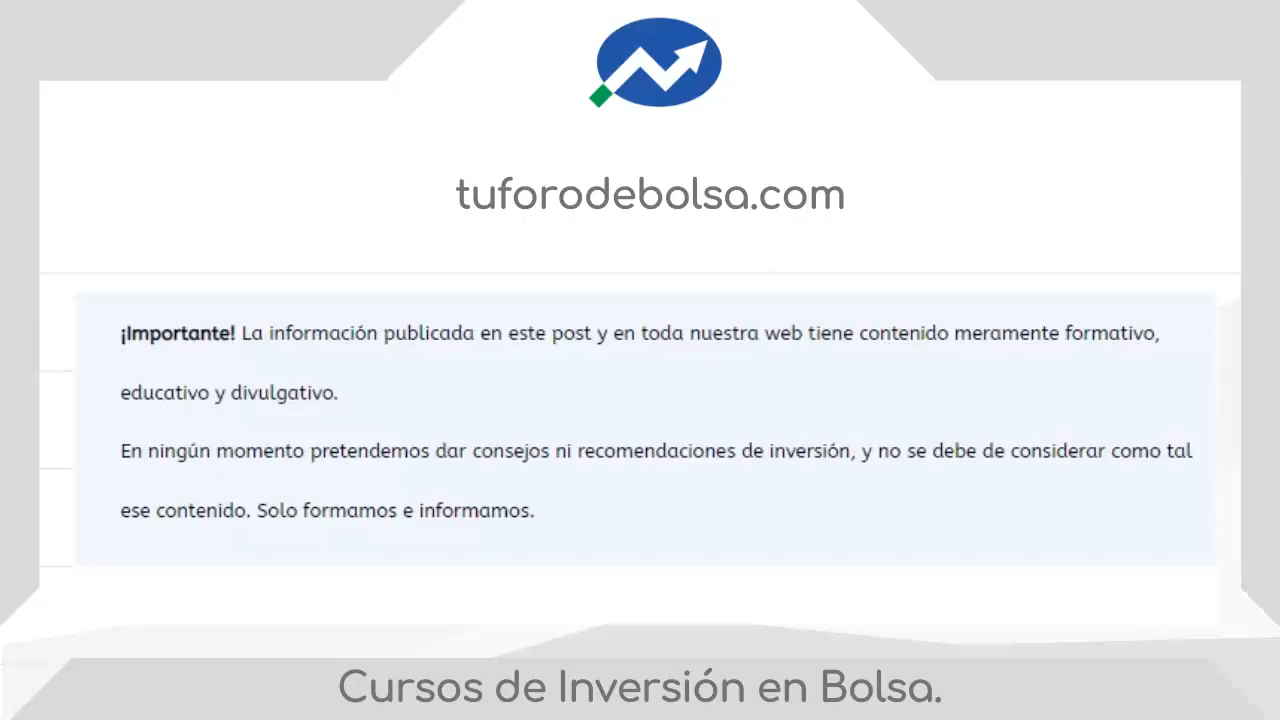 tuforodebolsa.com
¡Importante! La información publicada en este post y en toda nuestra web tiene contenido meramente formativo,
educativo y divulgativo.
En ningún momento pretendemos dar consejos ni recomendaciones de inversión, y no se debe de considerar como tal
ese contenido. Solo formamos e informamos.
Cursos de Inversión en Bolsa.